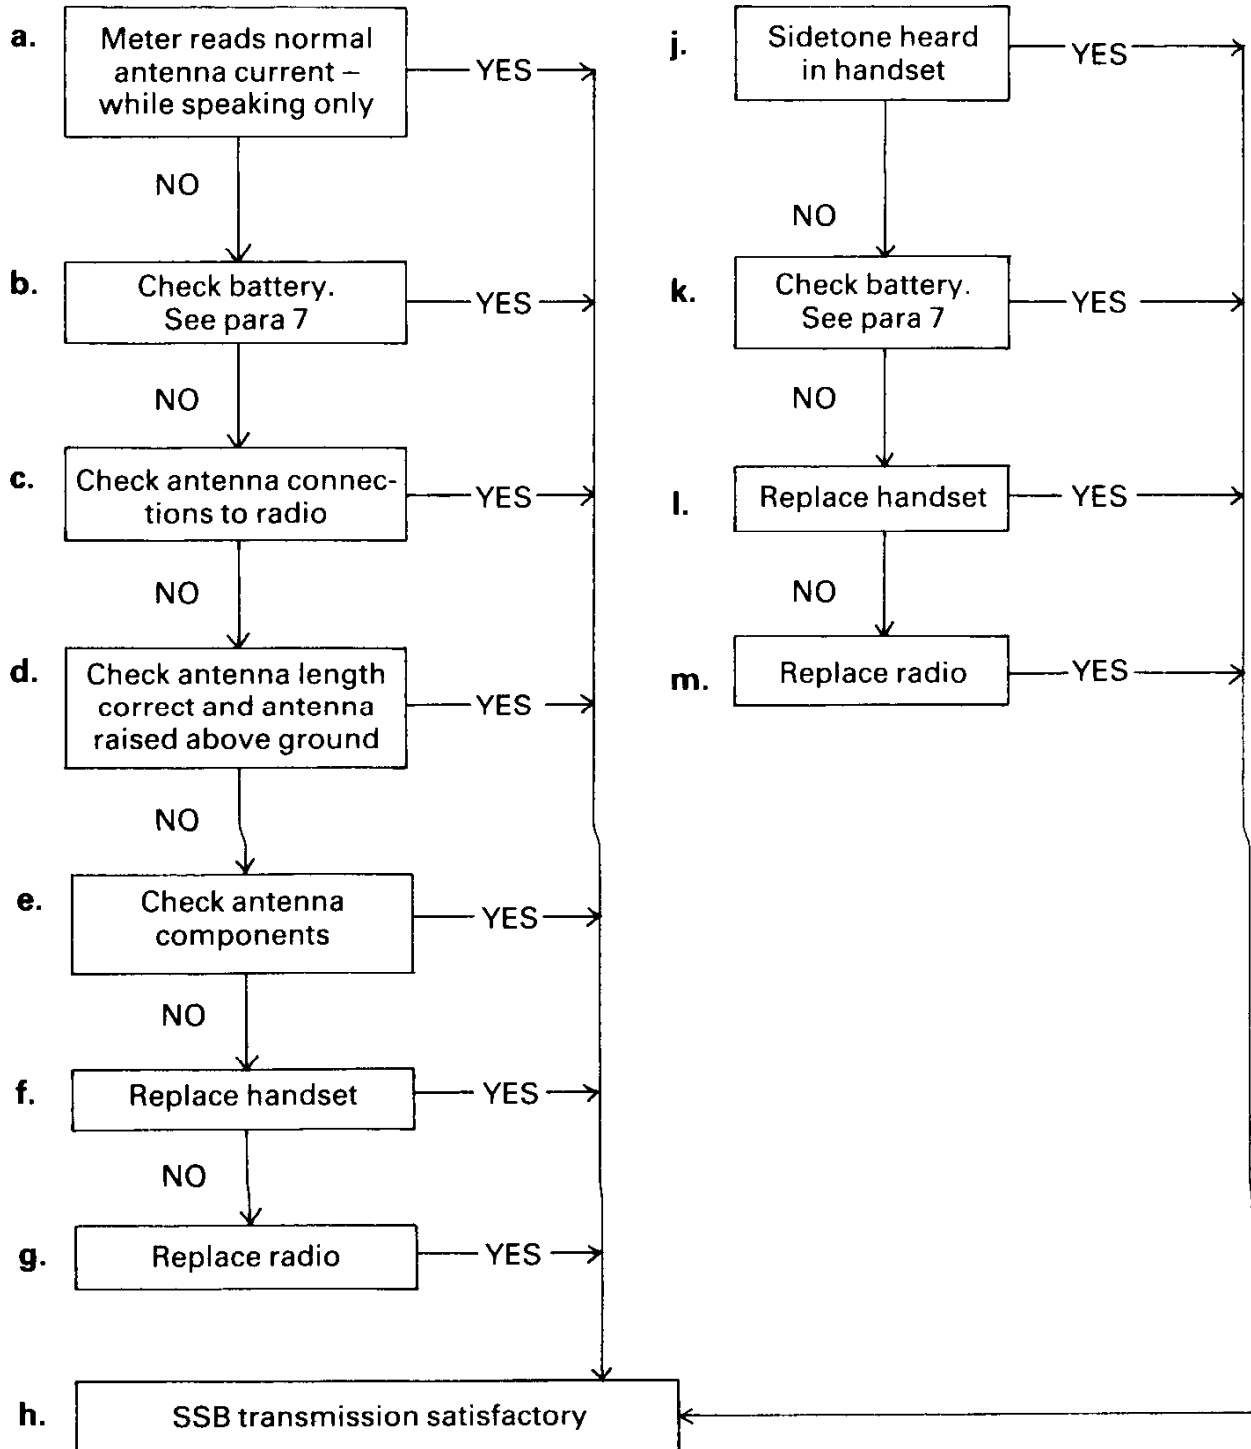 a.
Meter reads normal
antenna current –
while speaking only
YES
NO
b.
Check battery.
See para 7
YES
NO
c.
Check antenna connec-
tions to radio
YES
NO
d.
Check antenna length
correct and antenna
raised above ground
YES
NO
e.
Check antenna
components
YES
NO
f.
Replace handset
YES
NO
g.
Replace radio
YES
h.
SSB transmission satisfactory
j.
Sidetone heard
in handset
YES
NO
k.
Check battery.
See para 7
YES
NO
l.
Replace handset
YES
NO
m.
Replace radio
YES